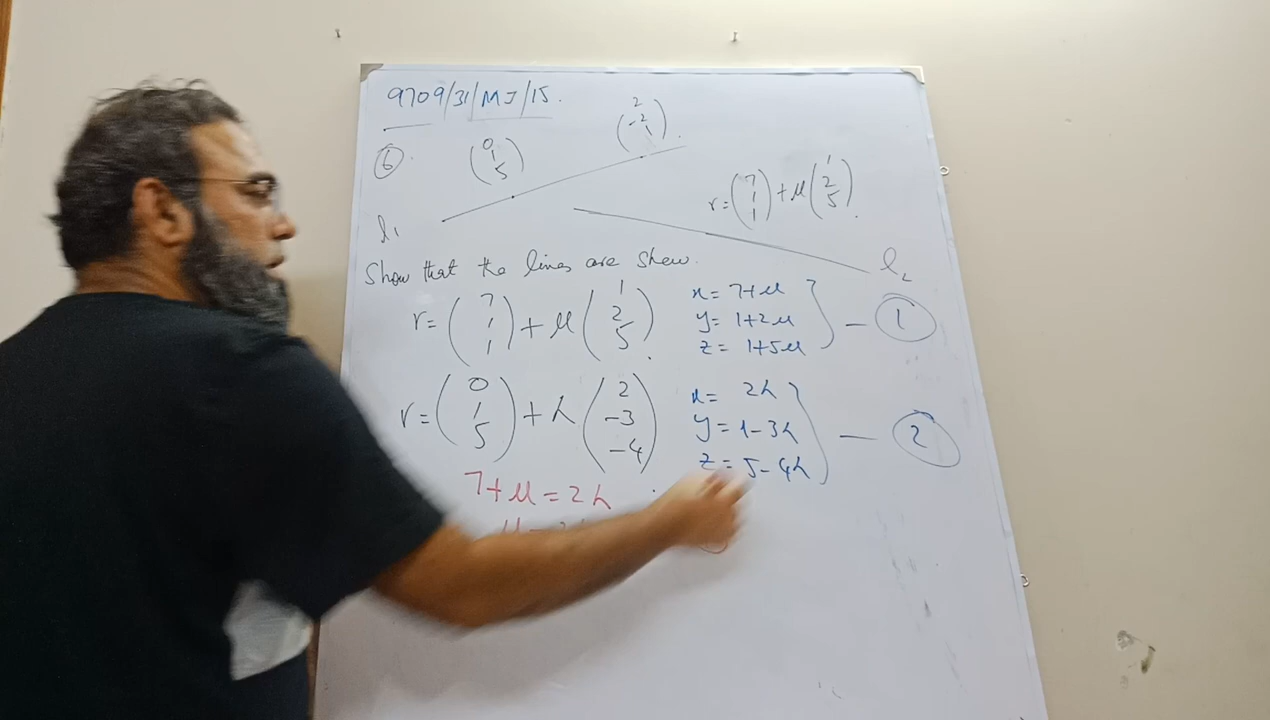 9709/31/MJ/15.
6
(0 1 5)
(2 -2 1)
r = (7 1 1) + μ (1 2 5)
l₁
l₂
Show that the lines are skew.
r = (7 1 1) + μ (1 2 5)
x = 7+μ
y = 1+2μ
z = 1+5μ
— 1
r = (0 1 5) + λ (2 -3 -4)
x = 2λ
y = 1-3λ
z = 5-4λ
— 2
7+μ = 2λ